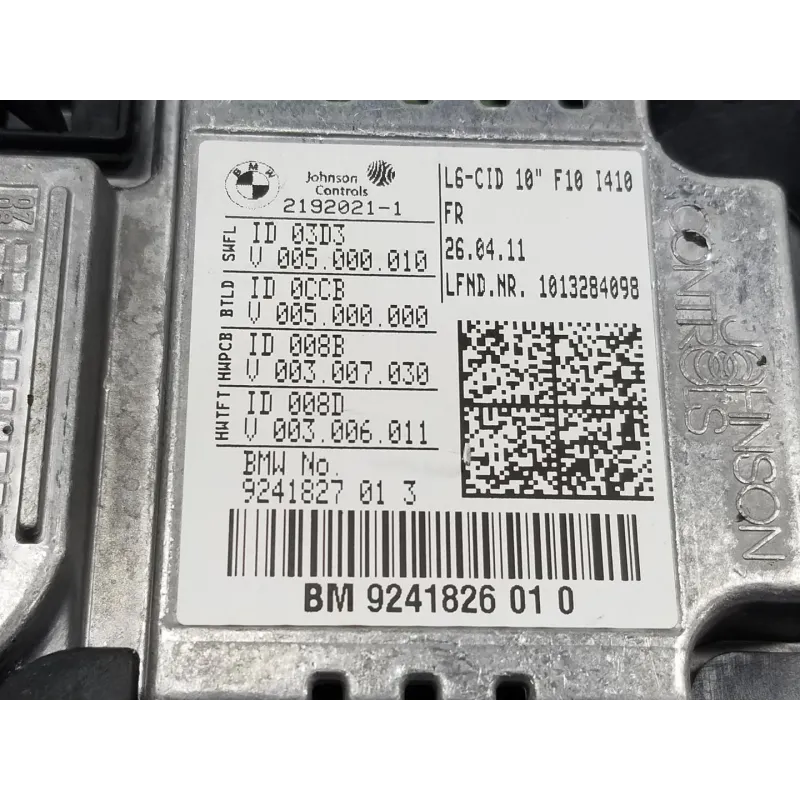 BMW
Johnson
Controls
2192021-1
SWFL
ID 03D3
V 005.000.010
BTLD
ID 0CCB
V 005.000.000
HWPCB
ID 008B
V 003.007.030
HWTFT
ID 008D
V 003.006.011
BMW No.
9241827 01 3
L6-CID 10" F10 I410
FR
26.04.11
LFND.NR. 1013284098
BM 9241826 01 0
JOHNSON
CONTROLS